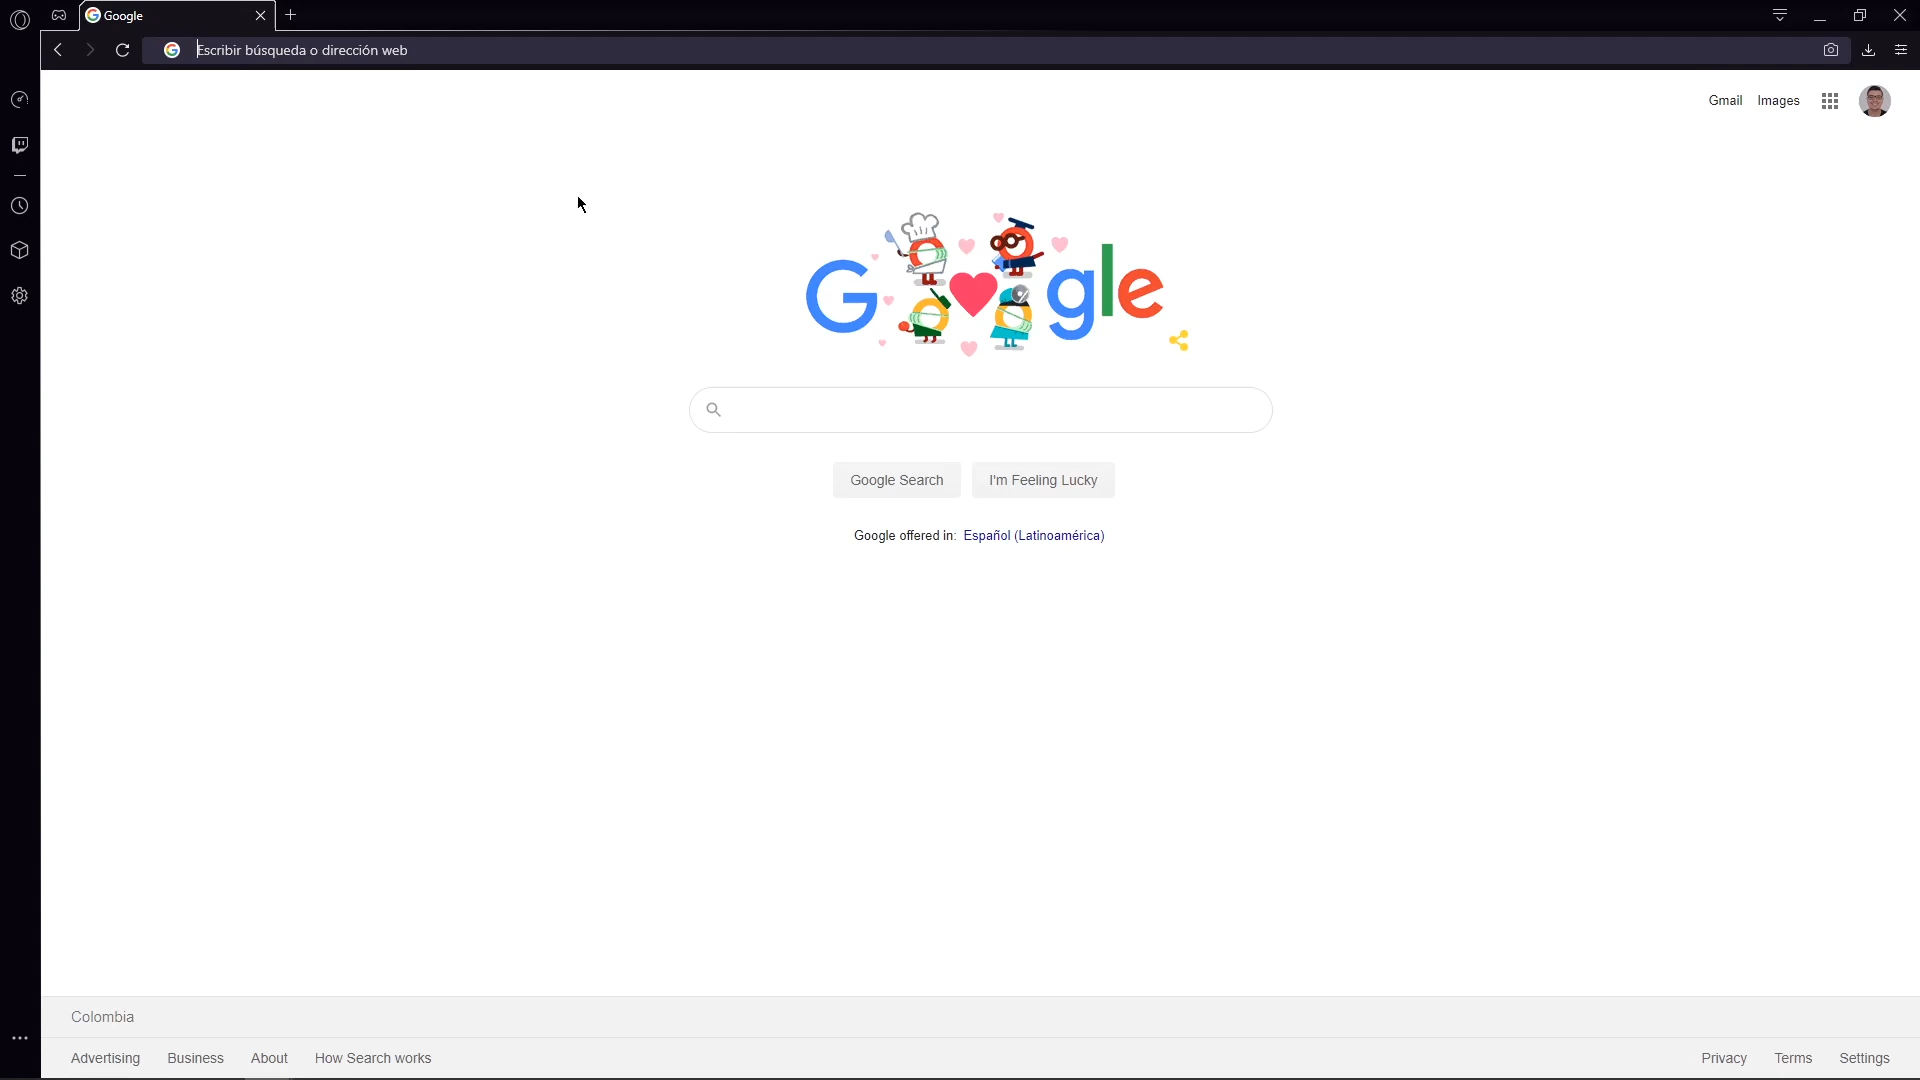 Google
Escribir búsqueda o dirección web
Gmail Images
G gle
Google Search I'm Feeling Lucky
Google offered in: Español (Latinoamérica)
Colombia
Advertising Business About How Search works Privacy Terms Settings